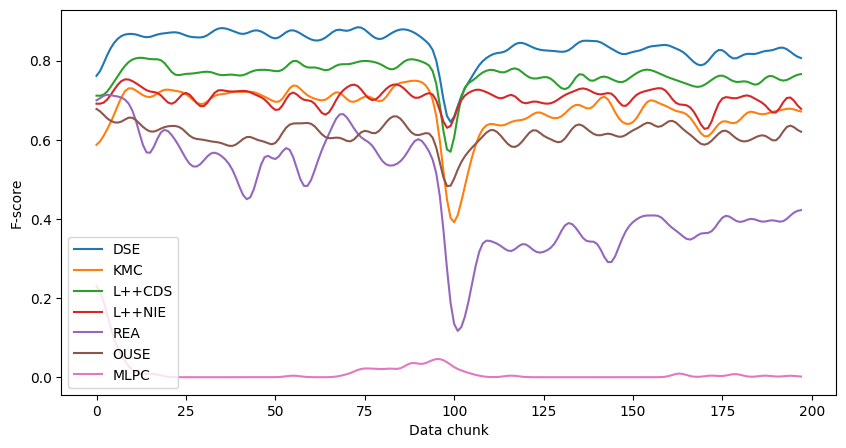 F-score
0.8
0.6
0.4
0.2
0.0
DSE
KMC
L++CDS
L++NIE
REA
OUSE
MLPC
0 25 50 75 100 125 150 175 200
Data chunk